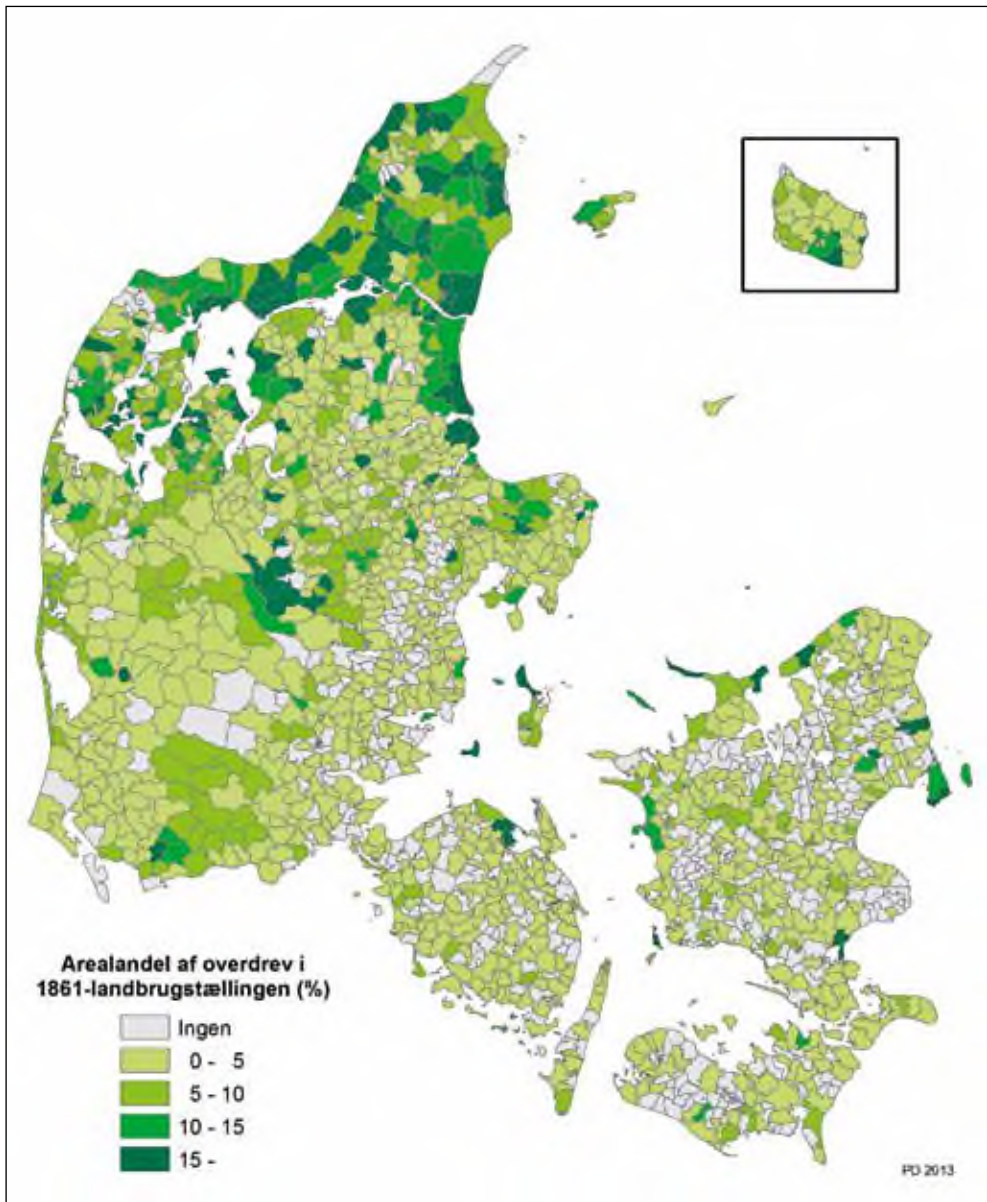 Arealandel af overdrev i
1861-landbrugstællingen (%)
Ingen
0 - 5
5 - 10
10 - 15
15 -
PD 2013